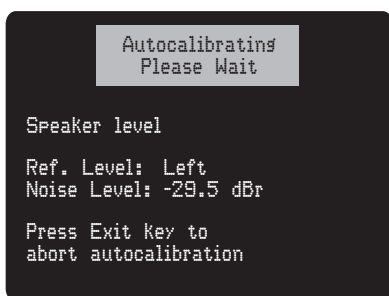 Autocalibrating
Please Wait
Speaker level
Ref. Level: Left
Noise Level: -29.5 dBr
Press Exit Key to
abort autocalibration